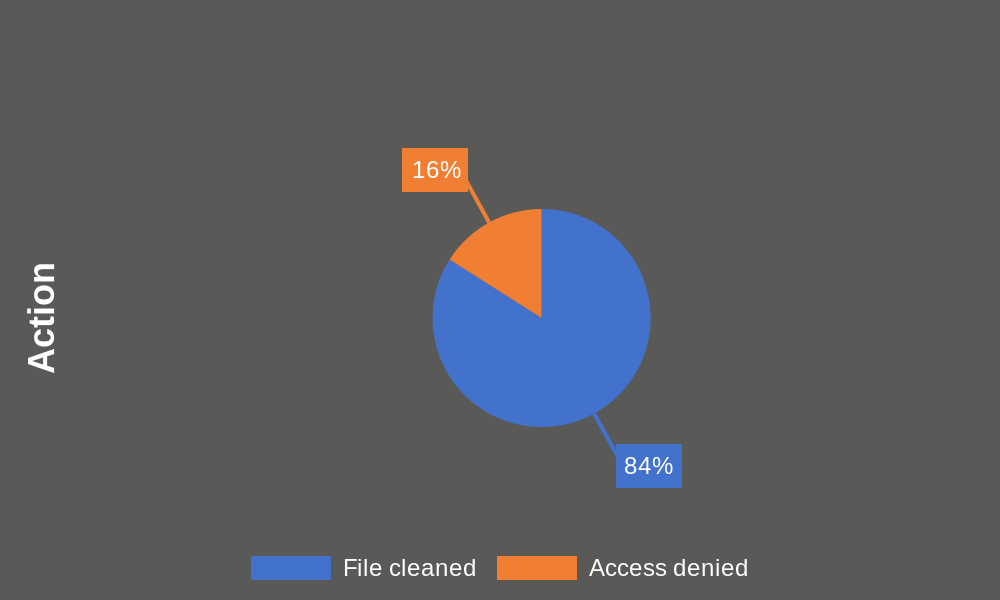 Action
16%
84%
File cleaned
Access denied